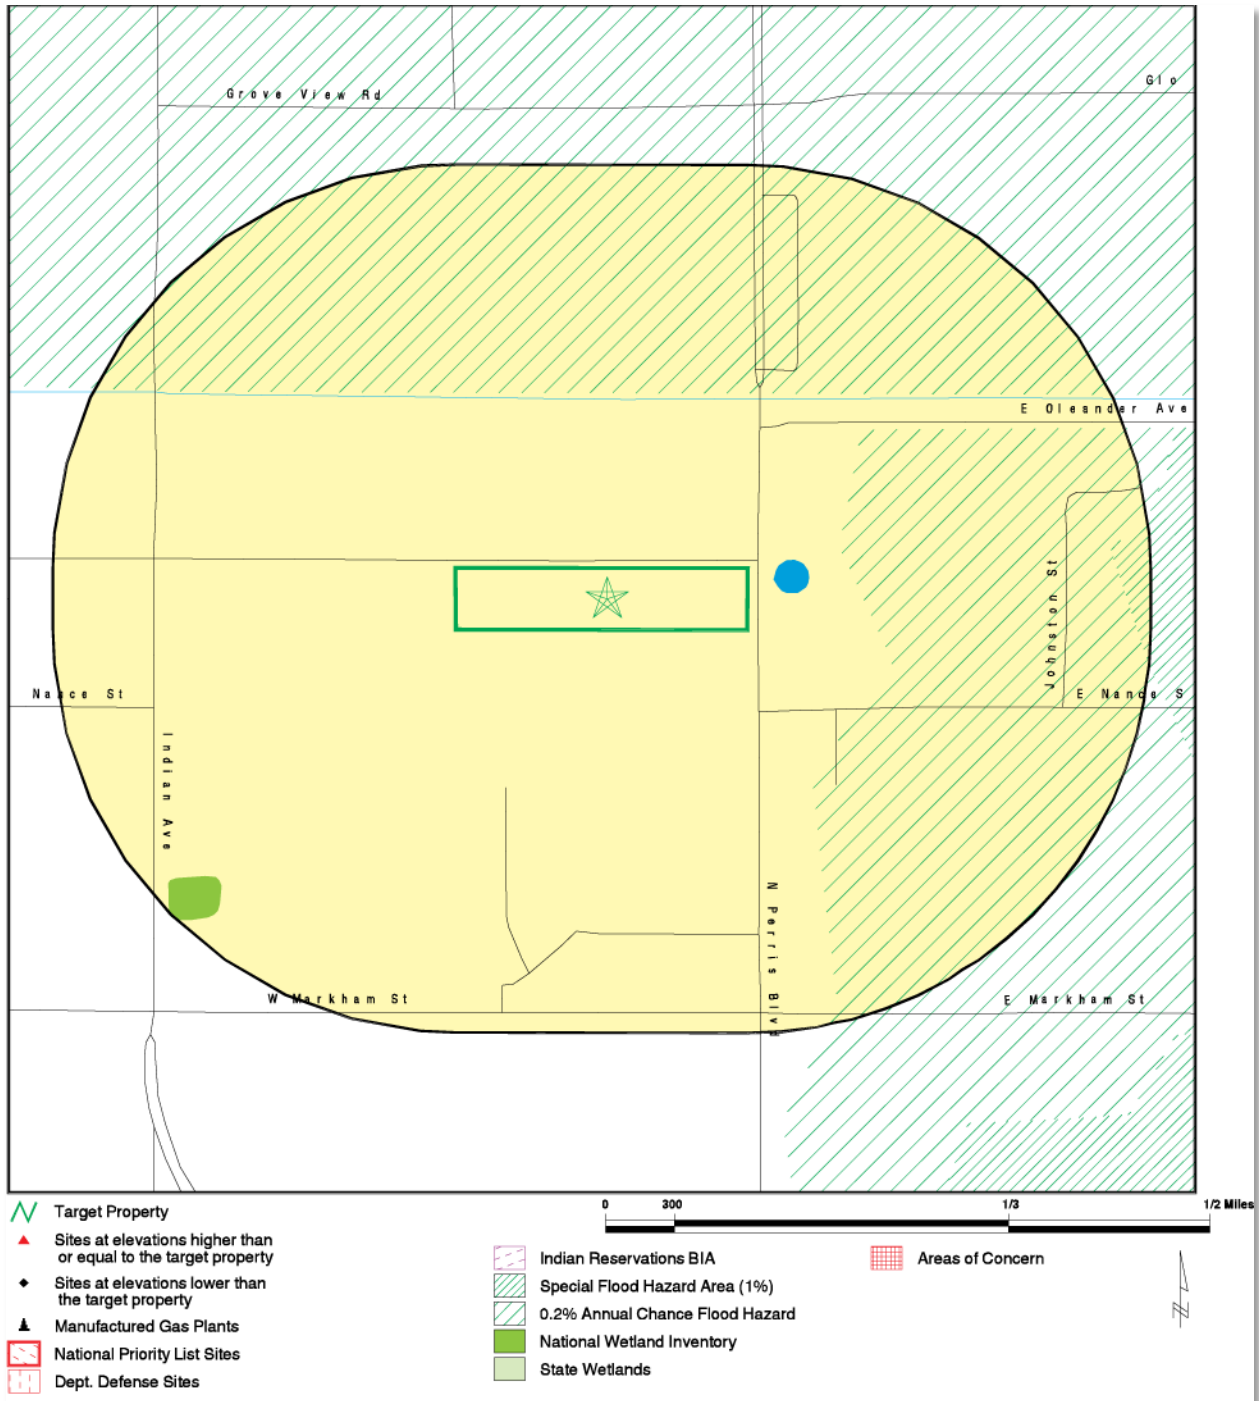 Grove View Rd
Glo
E Oleander Ave
Johnston St
Nance St
E Nance S
Indian Ave
N Perris Blvd
W Markham St
E Markham St
0 300 1/3 1/2 Miles
Target Property
Sites at elevations higher than
or equal to the target property
Sites at elevations lower than
the target property
Manufactured Gas Plants
National Priority List Sites
Dept. Defense Sites
Indian Reservations BIA
Special Flood Hazard Area (1%)
0.2% Annual Chance Flood Hazard
National Wetland Inventory
State Wetlands
Areas of Concern